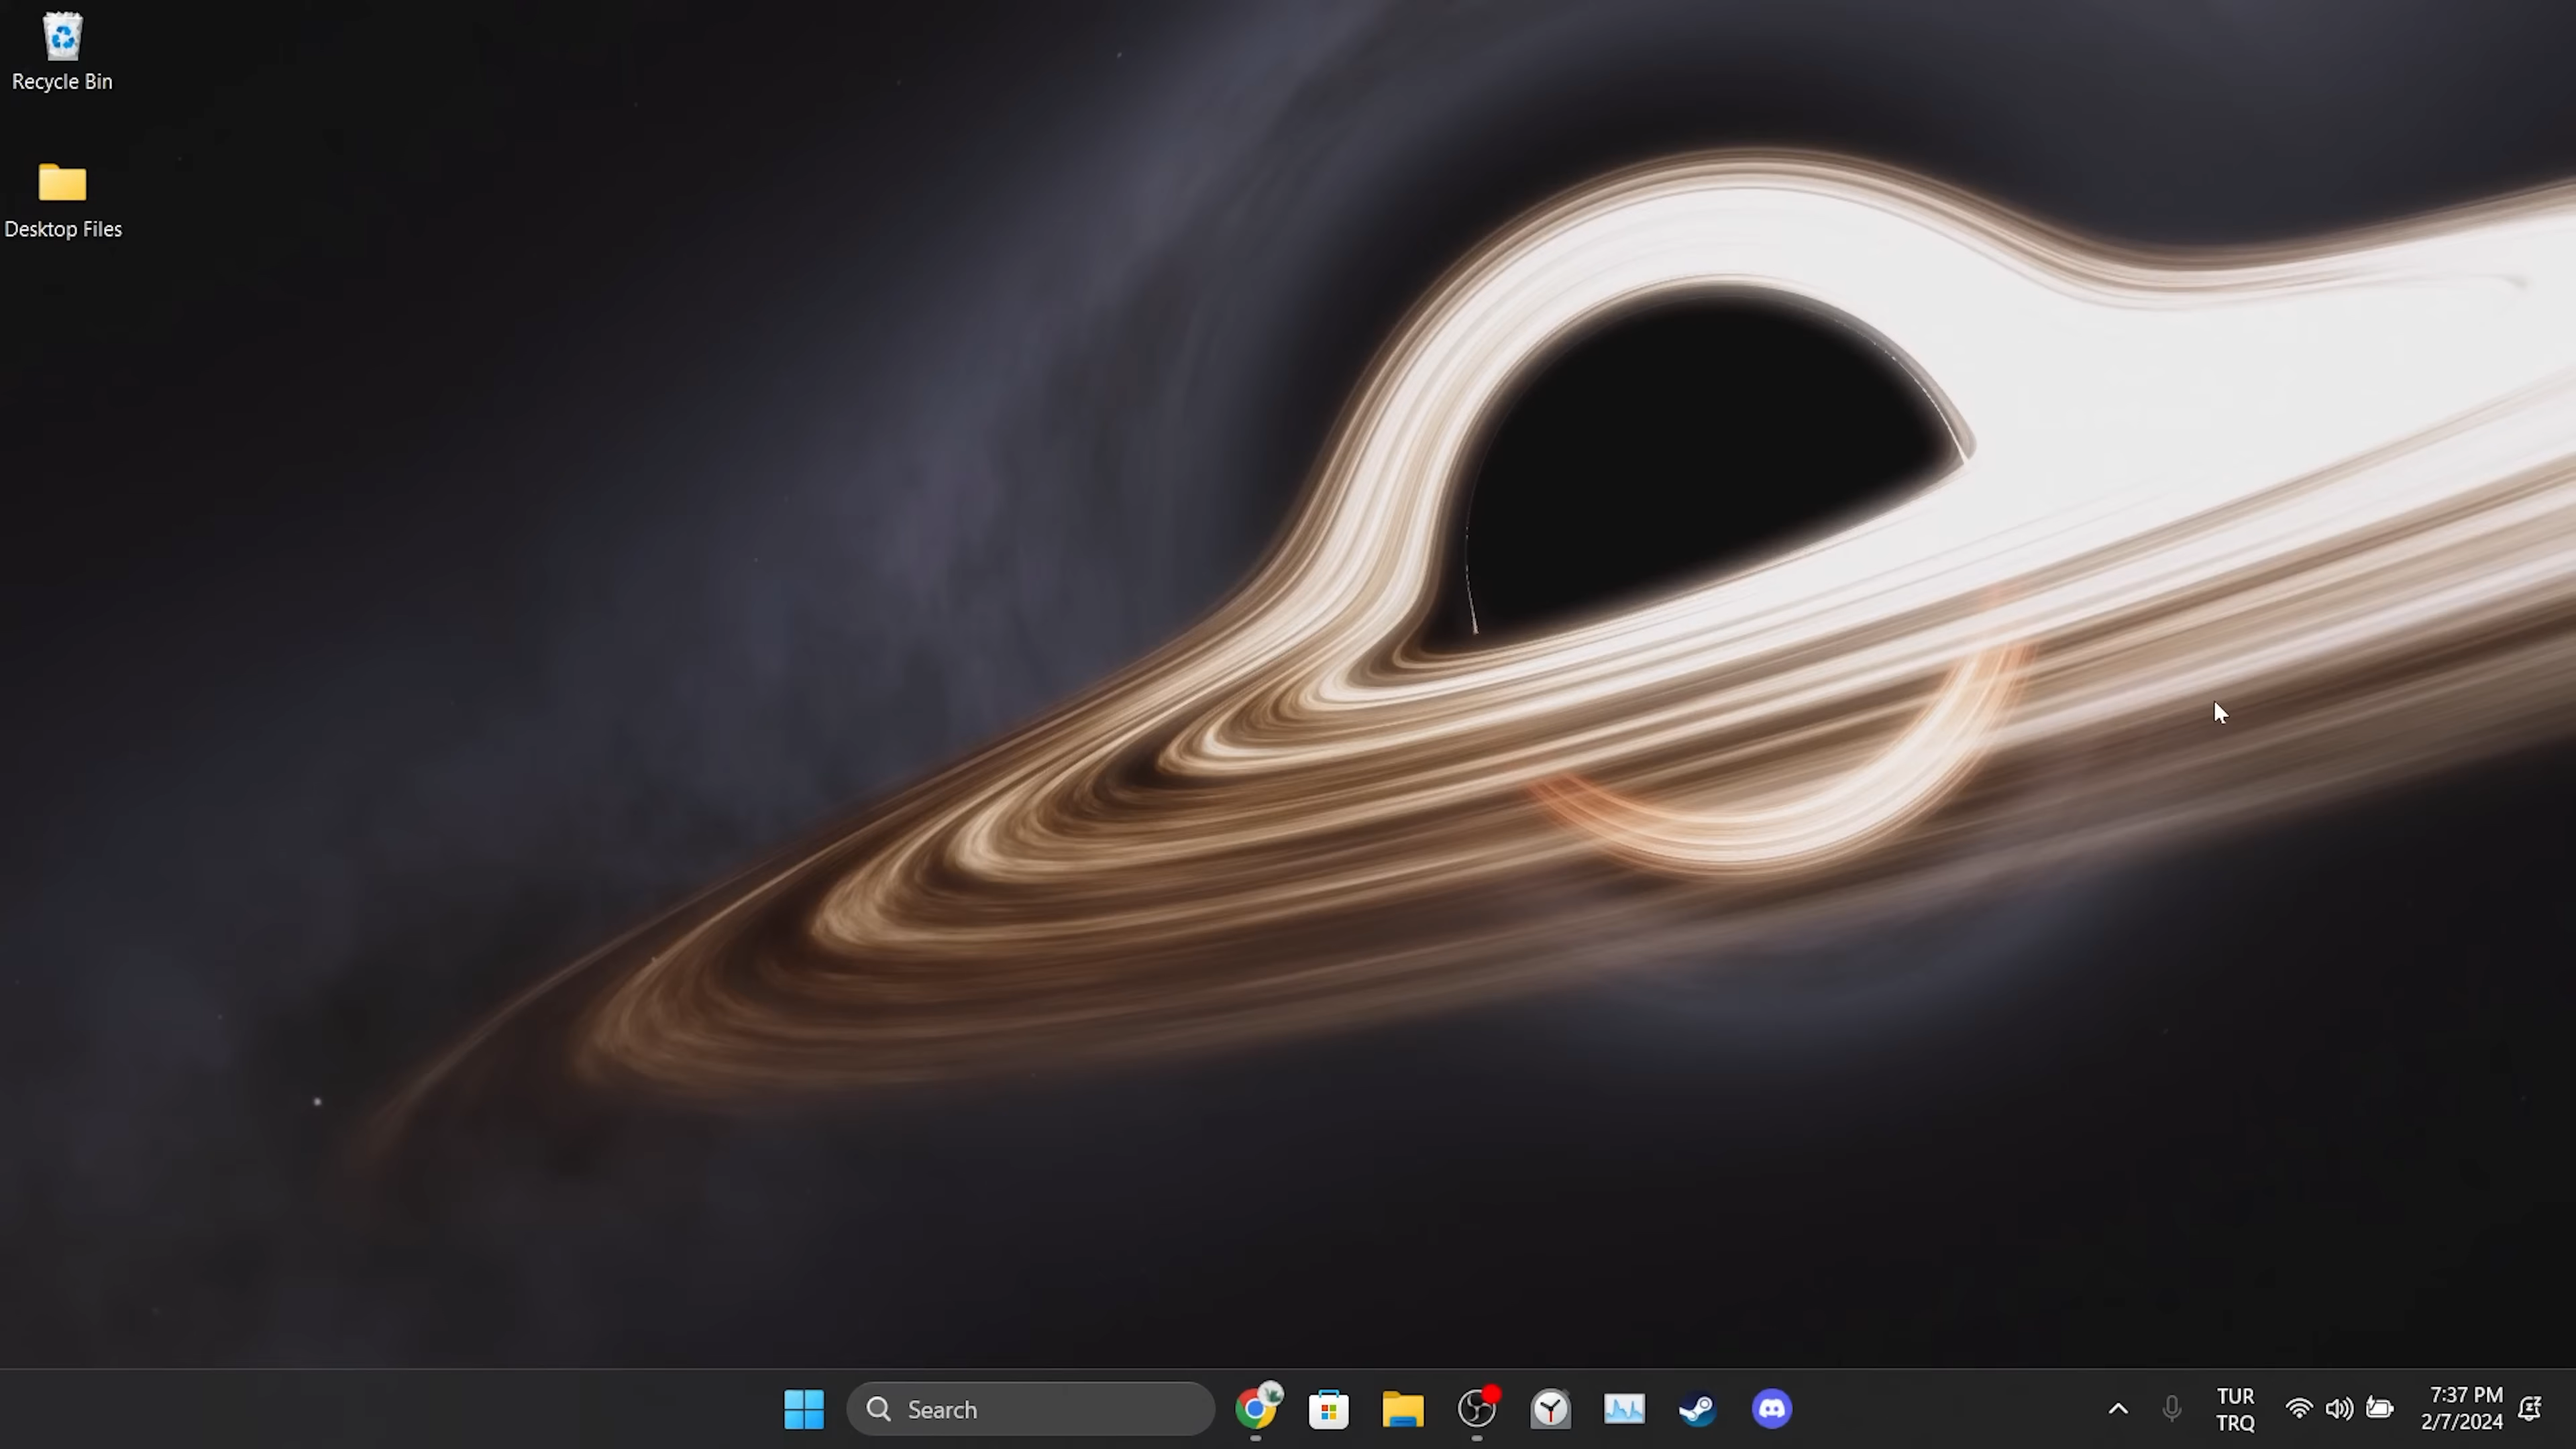 Recycle Bin
Desktop Files
Search
TUR
TRQ
7:37 PM
2/7/2024